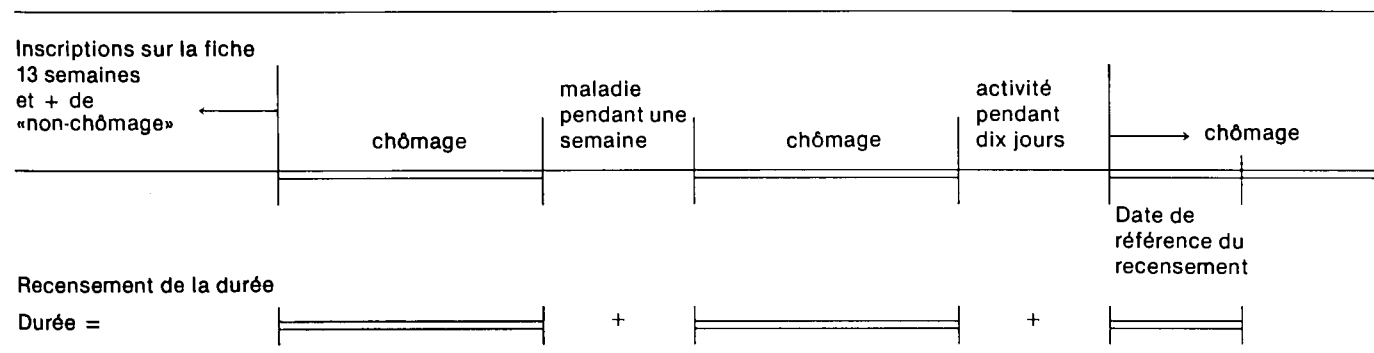 Inscriptions sur la fiche
13 semaines
et + de
«non-chômage»
chômage
maladie
pendant une
semaine
chômage
activité
pendant
dix jours
chômage
Date de
référence du
recensement
Recensement de la durée
Durée = + +